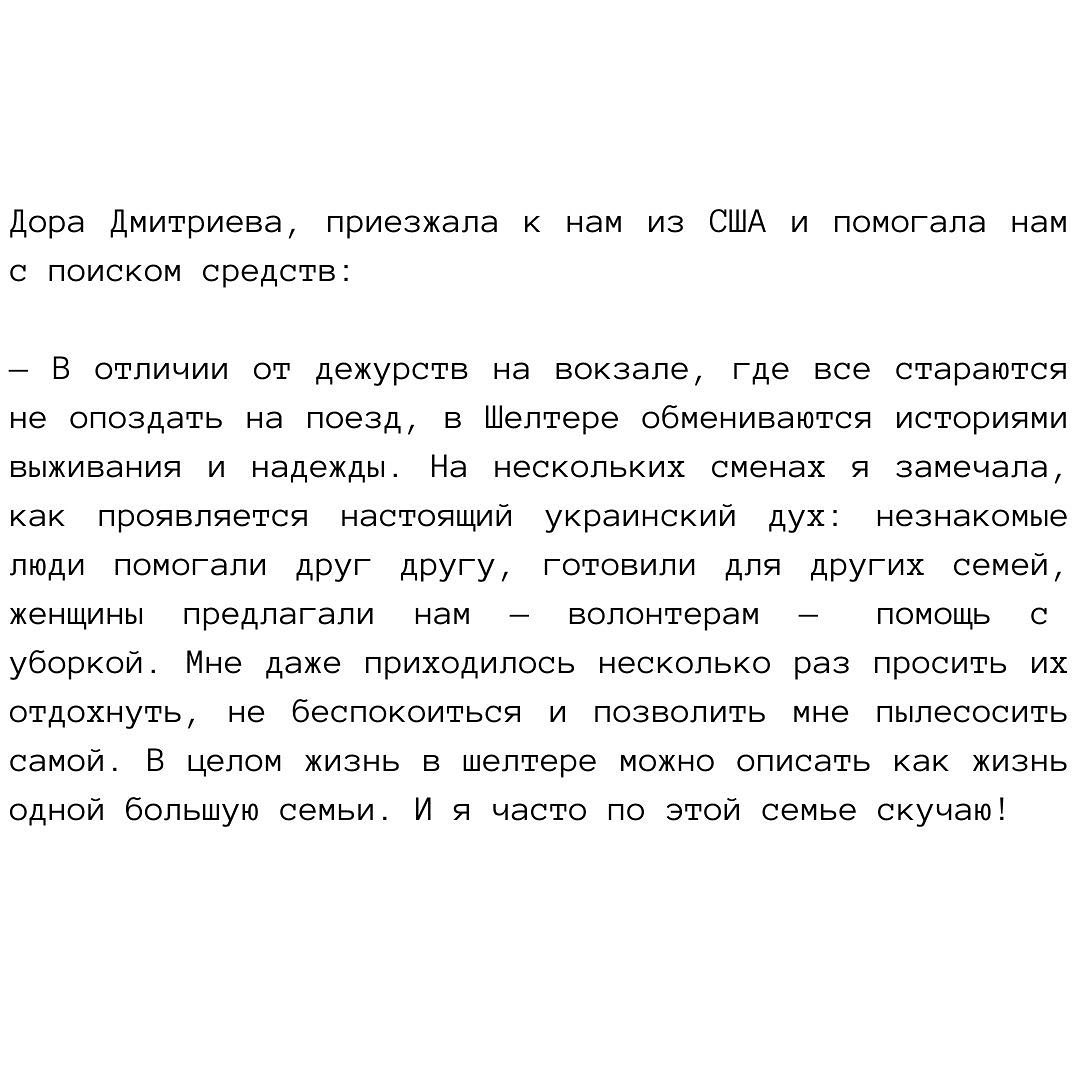 Дора Дмитриева, приезжала к нам из США и помогала нам
с поиском средств:
— В отличии от дежурств на вокзале, где все стараются
не опоздать на поезд, в Шелтере обмениваются историями
выживания и надежды. На нескольких сменах я замечала,
как проявляется настоящий украинский дух: незнакомые
люди помогали друг другу, готовили для других семей,
женщины предлагали нам — волонтерам — помощь с
уборкой. Мне даже приходилось несколько раз просить их
отдохнуть, не беспокоиться и позволить мне пылесосить
самой. В целом жизнь в шелтере можно описать как жизнь
одной большую семьи. И я часто по этой семье скучаю!